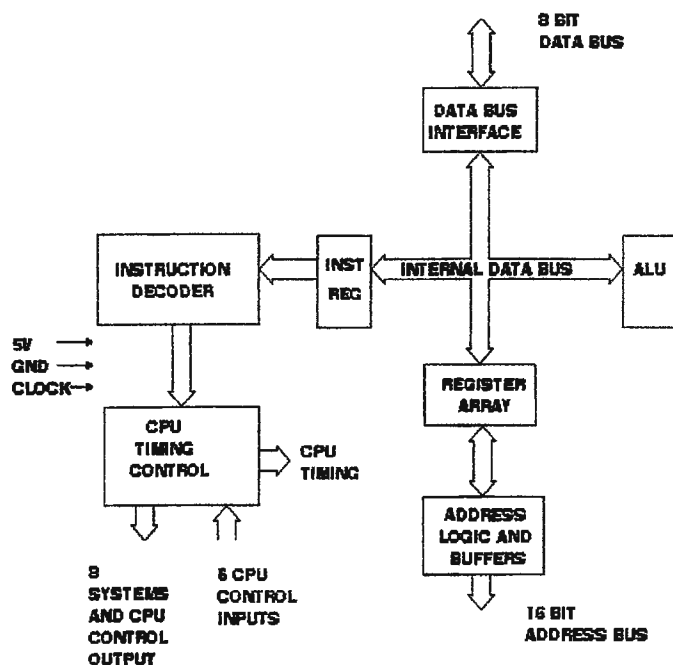 8 BIT
DATA BUS
DATA BUS
INTERFACE
INSTRUCTION
DECODER
INST
REG
INTERNAL DATA BUS
ALU
5V
GND
CLOCK
REGISTER
ARRAY
CPU
TIMING
CONTROL
CPU
TIMING
ADDRESS
LOGIC AND
BUFFERS
8
SYSTEMS
AND CPU
CONTROL
OUTPUT
6 CPU
CONTROL
INPUTS
16 BIT
ADDRESS BUS